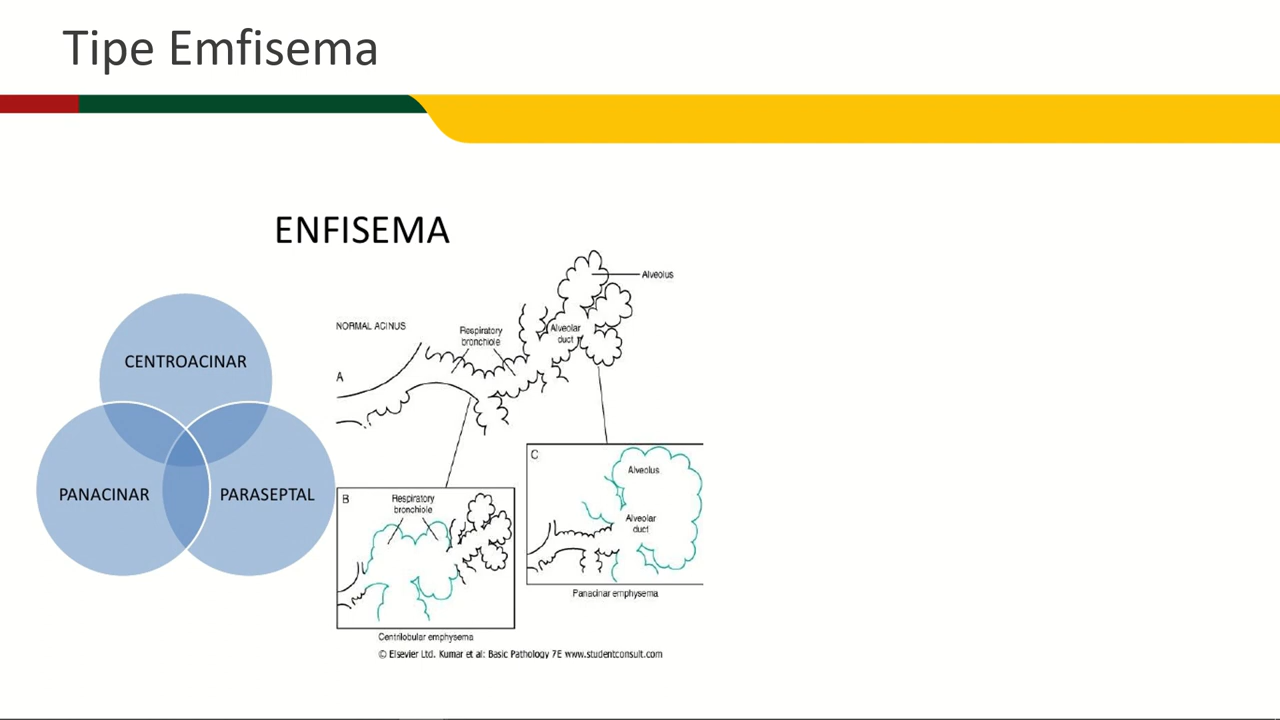 Tipe Emfisema
ENFISEMA
CENTROACINAR
PANACINAR
PARASEPTAL
NORMAL ACINUS
A
Respiratory
bronchiole
Alveolar
duct
Alveolus
B
Respiratory
bronchiole
Centrilobular emphysema
C
Alveolus
Alveolar
duct
Panacinar emphysema
© Elsevier Ltd. Kumar et al: Basic Pathology 7E www.studentconsult.com